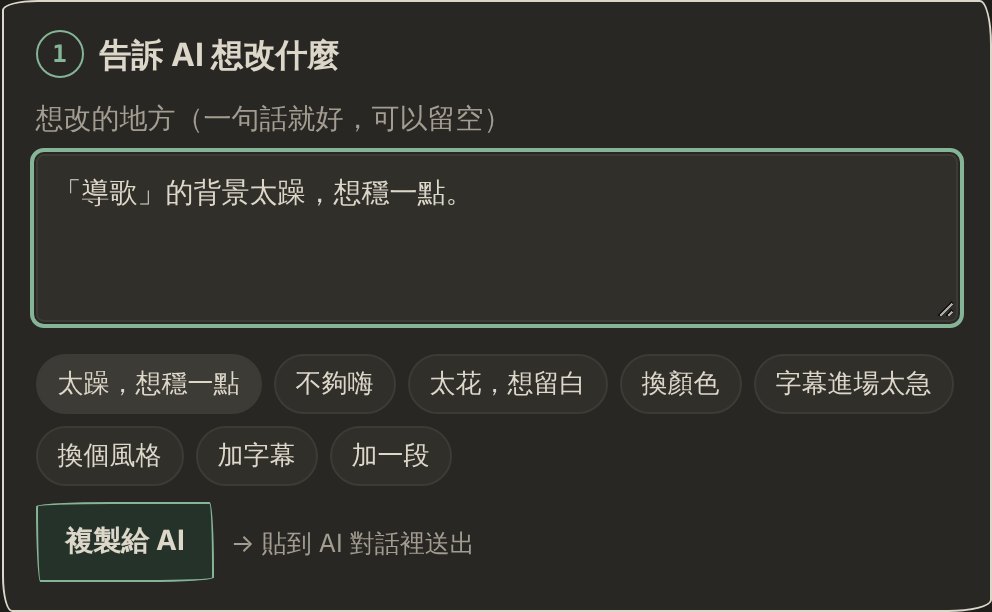 1 告訴 AI 想改什麼
想改的地方（一句話就好，可以留空）
「導歌」的背景太躁，想穩一點。
太躁，想穩一點 不夠嗨 太花，想留白 換顏色 字幕進場太急
換個風格 加字幕 加一段
複製給 AI → 貼到 AI 對話裡送出